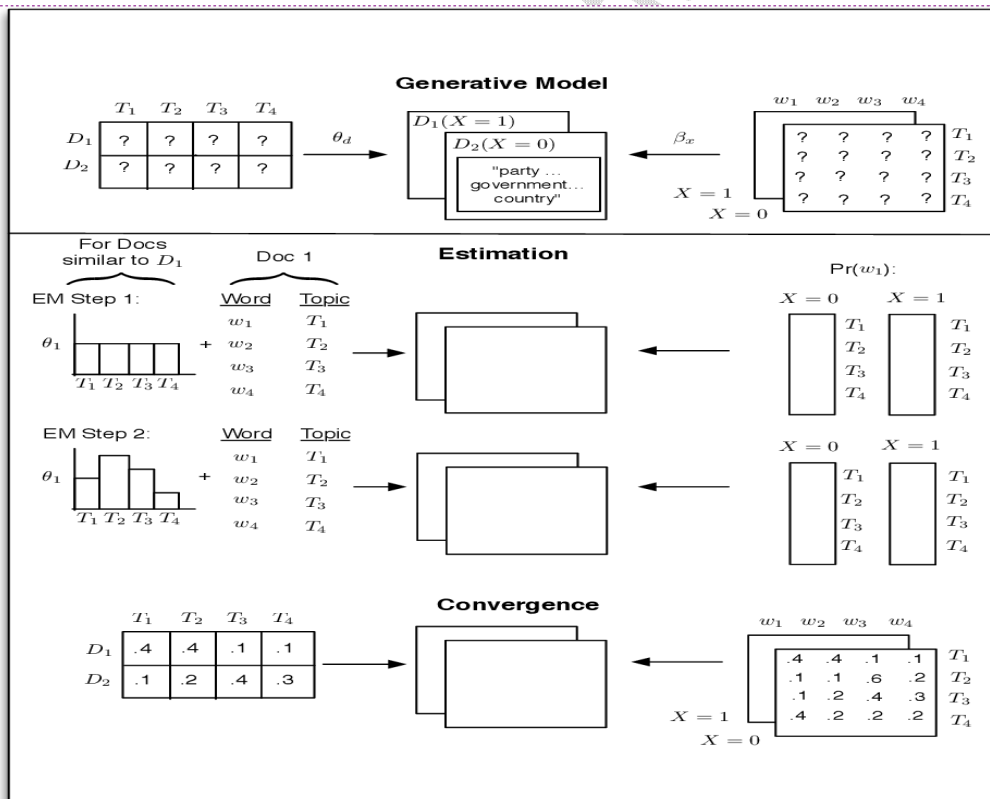 Generative Model
T₁ T₂ T₃ T₄
D₁ ? ? ? ?
D₂ ? ? ? ?
θd
D₁(X = 1)
D₂(X = 0)
"party ...
government...
country"
βx
w₁ w₂ w₃ w₄
? ? ? ? T₁
? ? ? ? T₂
? ? ? ? T₃
? ? ? ? T₄
X = 1
X = 0
Estimation
For Docs
similar to D₁
Doc 1
Pr(w₁):
EM Step 1:
Word Topic
w₁ T₁
w₂ T₂
w₃ T₃
w₄ T₄
θ₁
+
T₁ T₂ T₃ T₄
X = 0 X = 1
T₁ T₁
T₂ T₂
T₃ T₃
T₄ T₄
EM Step 2:
Word Topic
w₁ T₁
w₂ T₂
w₃ T₃
w₄ T₄
θ₁
+
T₁ T₂ T₃ T₄
X = 0 X = 1
T₁ T₁
T₂ T₂
T₃ T₃
T₄ T₄
Convergence
T₁ T₂ T₃ T₄
D₁ .4 .4 .1 .1
D₂ .1 .2 .4 .3
w₁ w₂ w₃ w₄
.4 .4 .1 .1 T₁
.1 .1 .6 .2 T₂
.1 .2 .4 .3 T₃
.4 .2 .2 .2 T₄
X = 1
X = 0